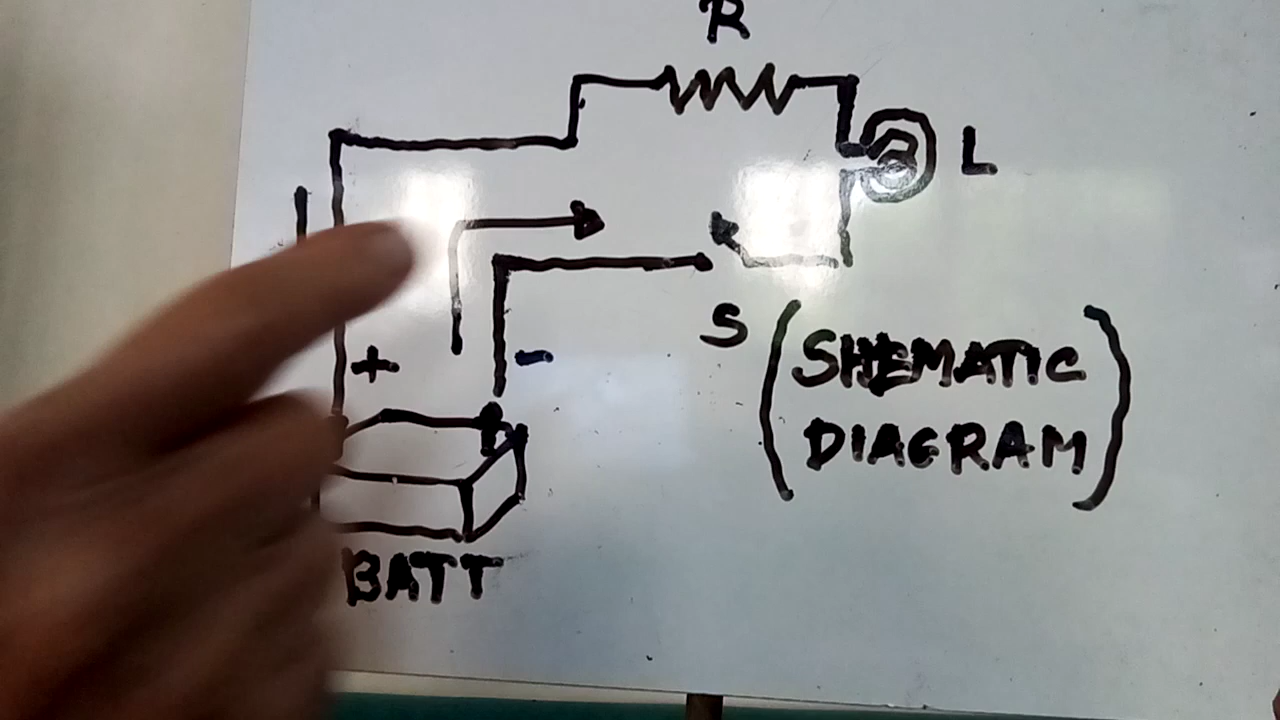 R
L
+
-
S
(SHEMATIC
DIAGRAM)
BATT